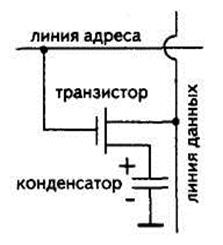 линия адреса
транзистор
линия данных
+
конденсатор
-